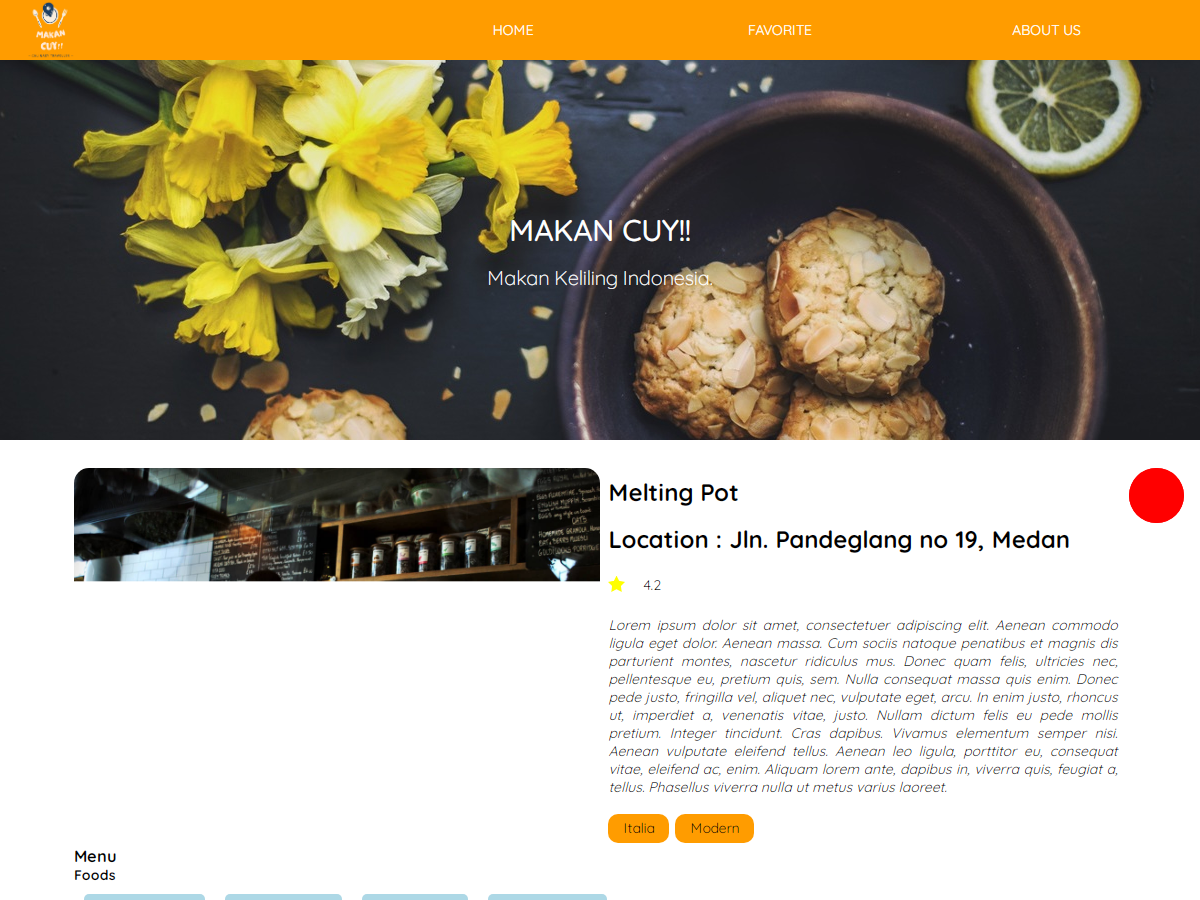 MAKAN
CUY!!
HOME
FAVORITE
ABOUT US
MAKAN CUY!!
Makan Keliling Indonesia.
Melting Pot
Location : Jln. Pandeglang no 19, Medan
4.2
Lorem ipsum dolor sit amet, consectetuer adipiscing elit. Aenean commodo
ligula eget dolor. Aenean massa. Cum sociis natoque penatibus et magnis dis
parturient montes, nascetur ridiculus mus. Donec quam felis, ultricies nec,
pellentesque eu, pretium quis, sem. Nulla consequat massa quis enim. Donec
pede justo, fringilla vel, aliquet nec, vulputate eget, arcu. In enim justo, rhoncus
ut, imperdiet a, venenatis vitae, justo. Nullam dictum felis eu pede mollis
pretium. Integer tincidunt. Cras dapibus. Vivamus elementum semper nisi.
Aenean vulputate eleifend tellus. Aenean leo ligula, porttitor eu, consequat
vitae, eleifend ac, enim. Aliquam lorem ante, dapibus in, viverra quis, feugiat a,
tellus. Phasellus viverra nulla ut metus varius laoreet.
Italia
Modern
Menu
Foods